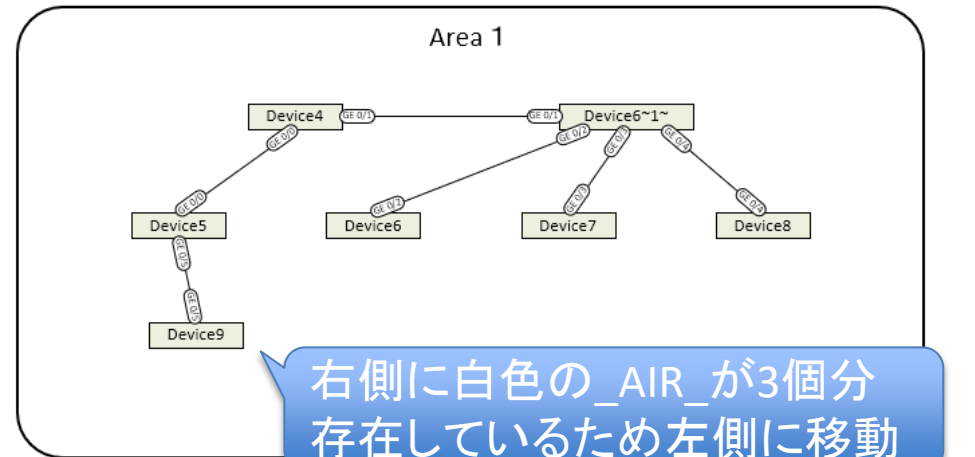 Area 1
Device4
GE 0/1
GE 0/1
Device6~1~
GE 0/0
GE 0/2
GE 0/3
GE 0/4
GE 0/0
GE 0/2
GE 0/3
GE 0/4
Device5
Device6
Device7
Device8
GE 0/5
GE 0/5
Device9
右側に白色の_AIR_が3個分
存在しているため左側に移動